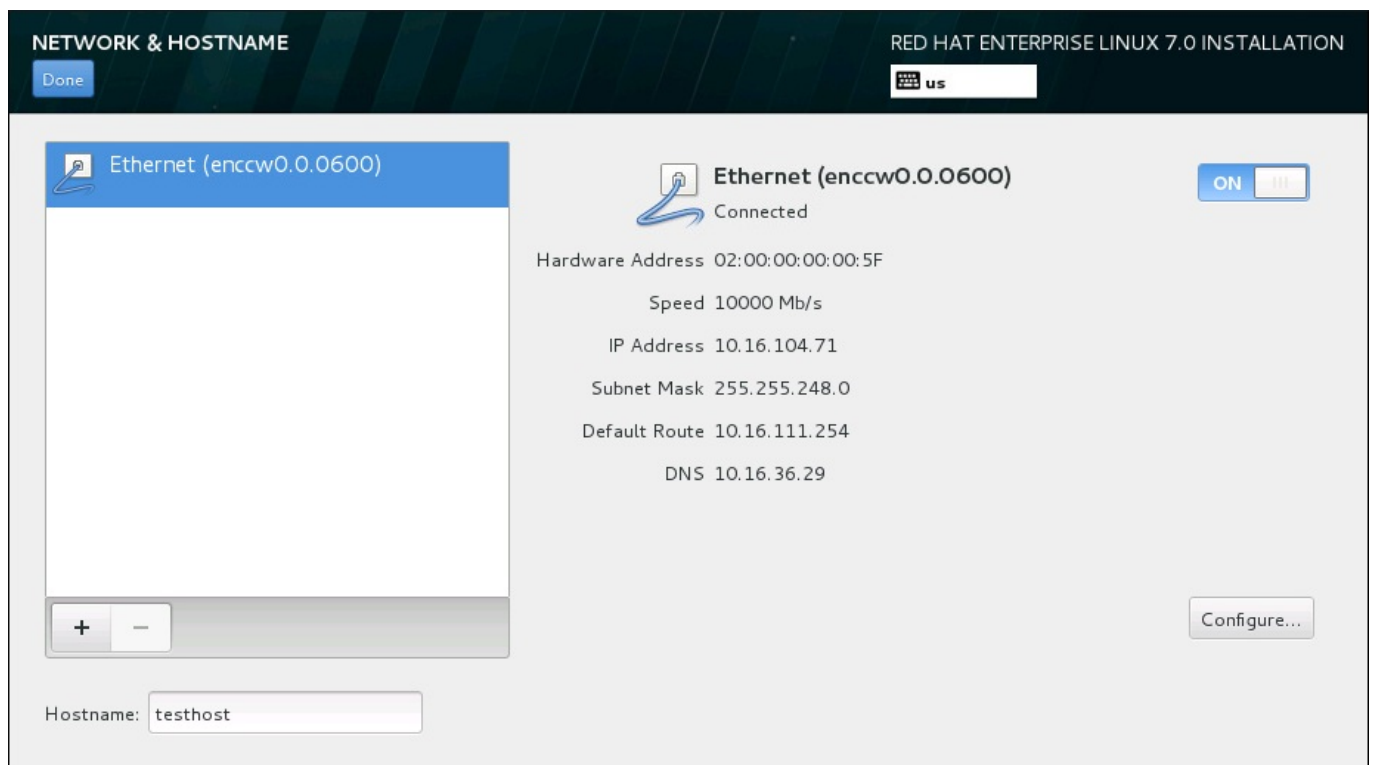 NETWORK & HOSTNAME
RED HAT ENTERPRISE LINUX 7.0 INSTALLATION
Done
us
Ethernet (enccw0.0.0600)
Ethernet (enccw0.0.0600)
ON
Connected
Hardware Address 02:00:00:00:00:5F
Speed 10000 Mb/s
IP Address 10.16.104.71
Subnet Mask 255.255.248.0
Default Route 10.16.111.254
DNS 10.16.36.29
+ −
Configure...
Hostname: testhost